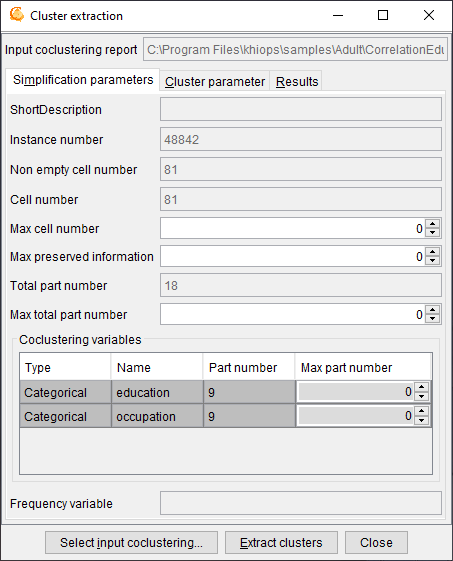 Cluster extraction
Input coclustering report C:\Program Files\khiops\samples\Adult\CorrelationEdu
Simplification parameters Cluster parameter Results
ShortDescription
Instance number 48842
Non empty cell number 81
Cell number 81
Max cell number 0
Max preserved information 0
Total part number 18
Max total part number 0
Coclustering variables
Type Name Part number Max part number
Categorical education 9 0
Categorical occupation 9 0
Frequency variable
Select input coclustering... Extract clusters Close